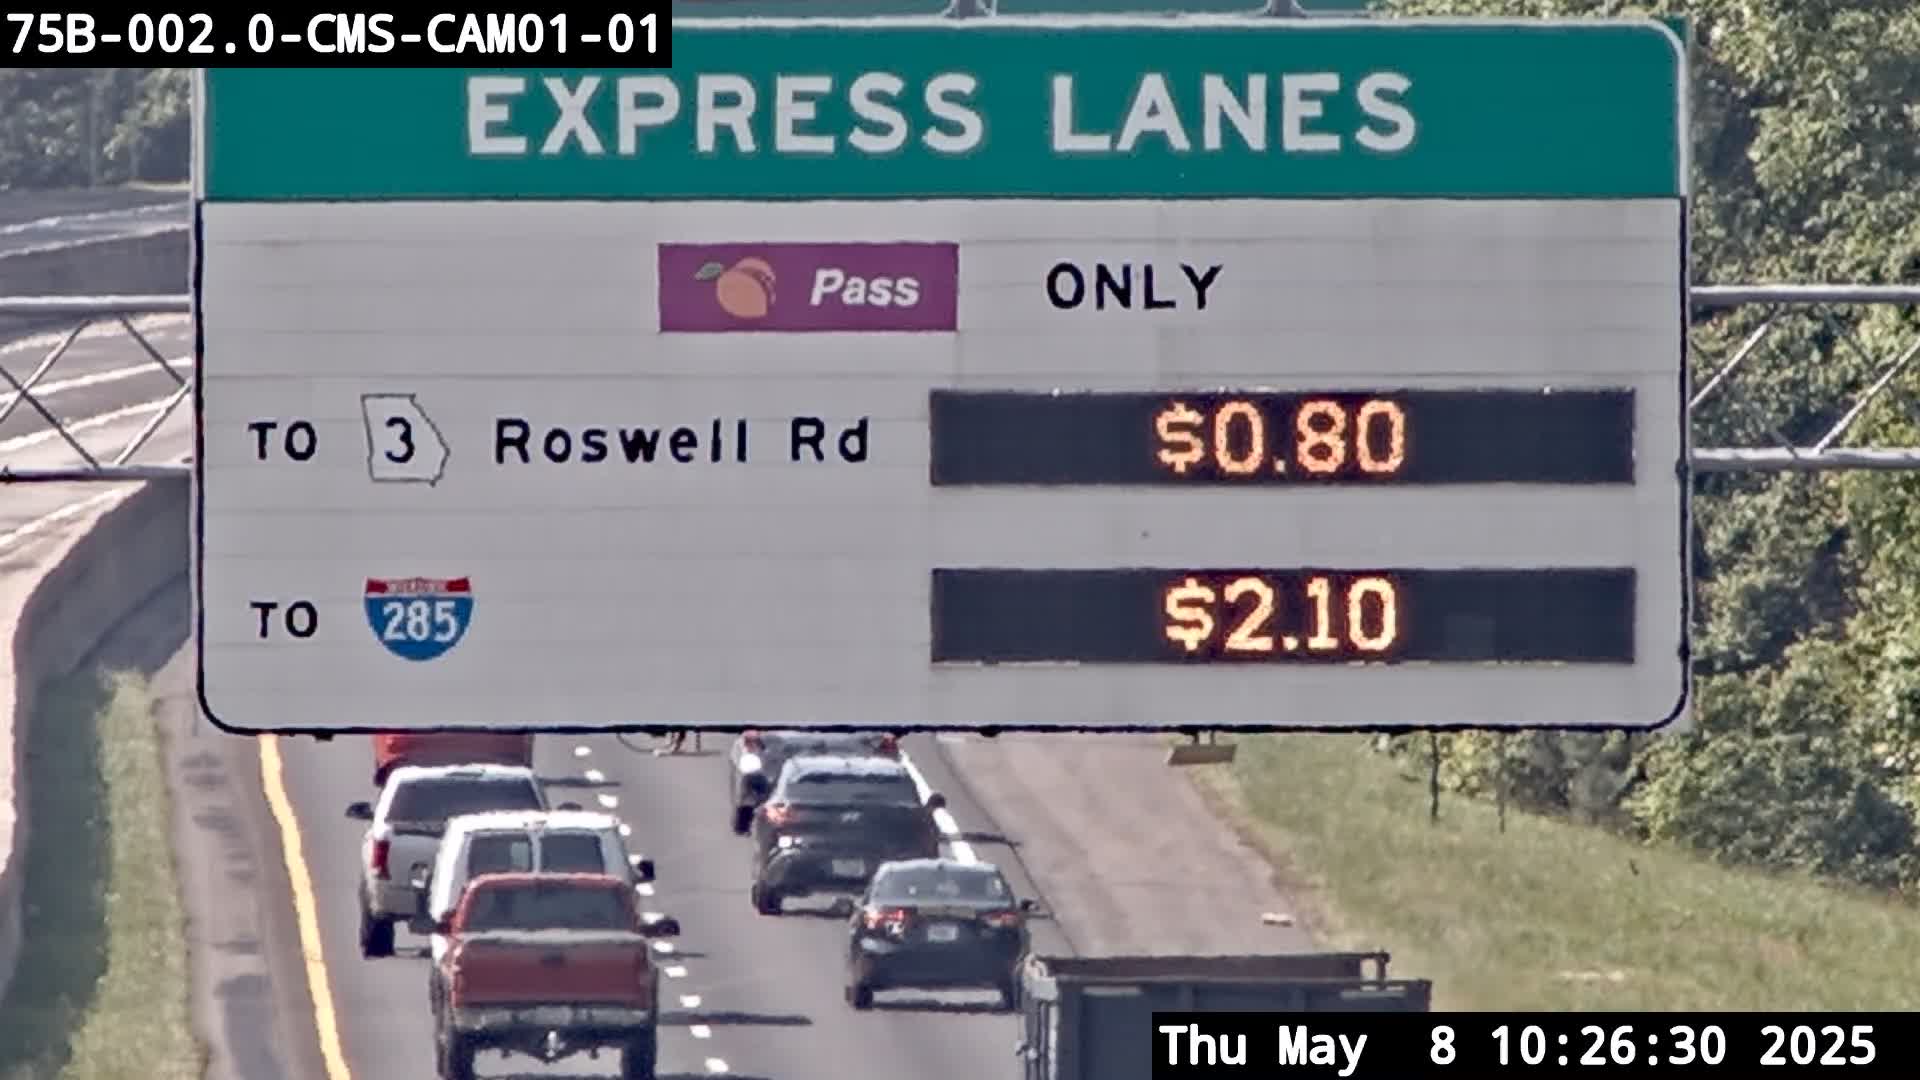 75B-002.0-CMS-CAM01-01
EXPRESS LANES
Pass ONLY
TO 3 Roswell Rd $0.80
TO 285 $2.10
Thu May 8 10:26:30 2025